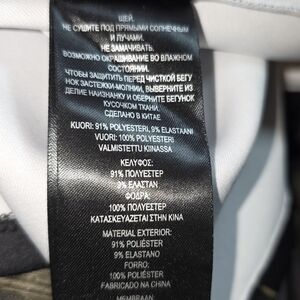 ШЕЙ.
НЕ СУШИТЕ ПОД ПРЯМЫМИ СОЛНЕЧНЫМ
И ЛУЧАМИ.
НЕ ЗАМАЧИВАТЬ.
ВОЗМОЖНО ОКРАШИВАНИЕ ВО ВЛАЖНОМ
СОСТОЯНИИ.
ЧТОБЫ ЗАЩИТИТЬ ПЕРЕД ЧИСТКОЙ БЕГУ
НОК ЗАСТЕЖКИ-МОЛНИИ, ВЫВЕРНИТЕ ИЗ
ДЕЛИЕ НАИЗНАНКУ И ОБЕРНИТЕ БЕГУНОК
КУСОЧКОМ ТКАНИ.
СДЕЛАНО В КИТАЕ
KUORI: 91% POLYESTERI, 9% ELASTAANI
VUORI: 100% POLYESTERI
VALMISTETTU KIINASSA
ΚΕΛΥΦΟΣ:
91% ΠΟΛΥΕΣΤΕΡ
9% ΕΛΑΣΤΑΝ
ΦΟΔΡΑ:
100% ΠΟΛΥΕΣΤΕΡ
ΚΑΤΑΣΚΕΥΑΖΕΤΑΙ ΣΤΗΝ ΚΙΝΑ
MATERIAL EXTERIOR:
91% POLIÉSTER
9% ELASTANO
FORRO:
100% POLIÉSTER
FABRICADO NA CHINA
MEMBRAAN: